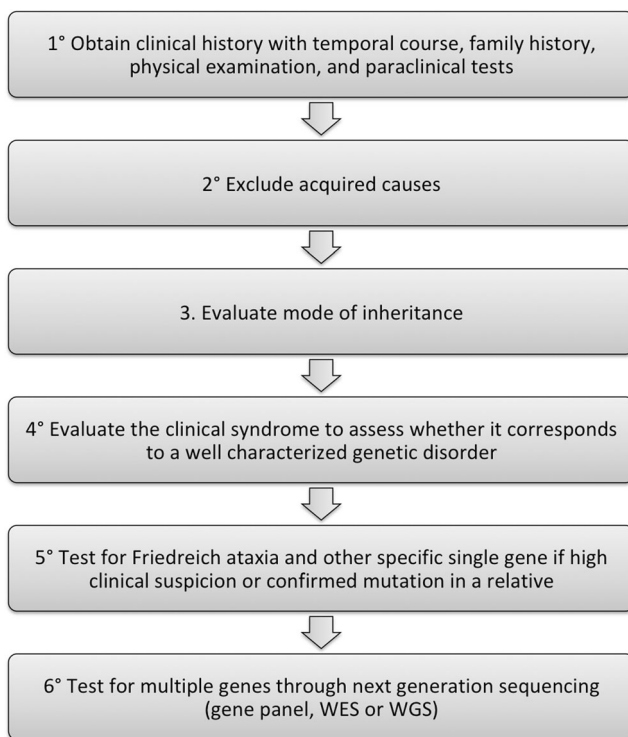 1° Obtain clinical history with temporal course, family history,
physical examination, and paraclinical tests
2° Exclude acquired causes
3. Evaluate mode of inheritance
4° Evaluate the clinical syndrome to assess whether it corresponds
to a well characterized genetic disorder
5° Test for Friedreich ataxia and other specific single gene if high
clinical suspicion or confirmed mutation in a relative
6° Test for multiple genes through next generation sequencing
(gene panel, WES or WGS)